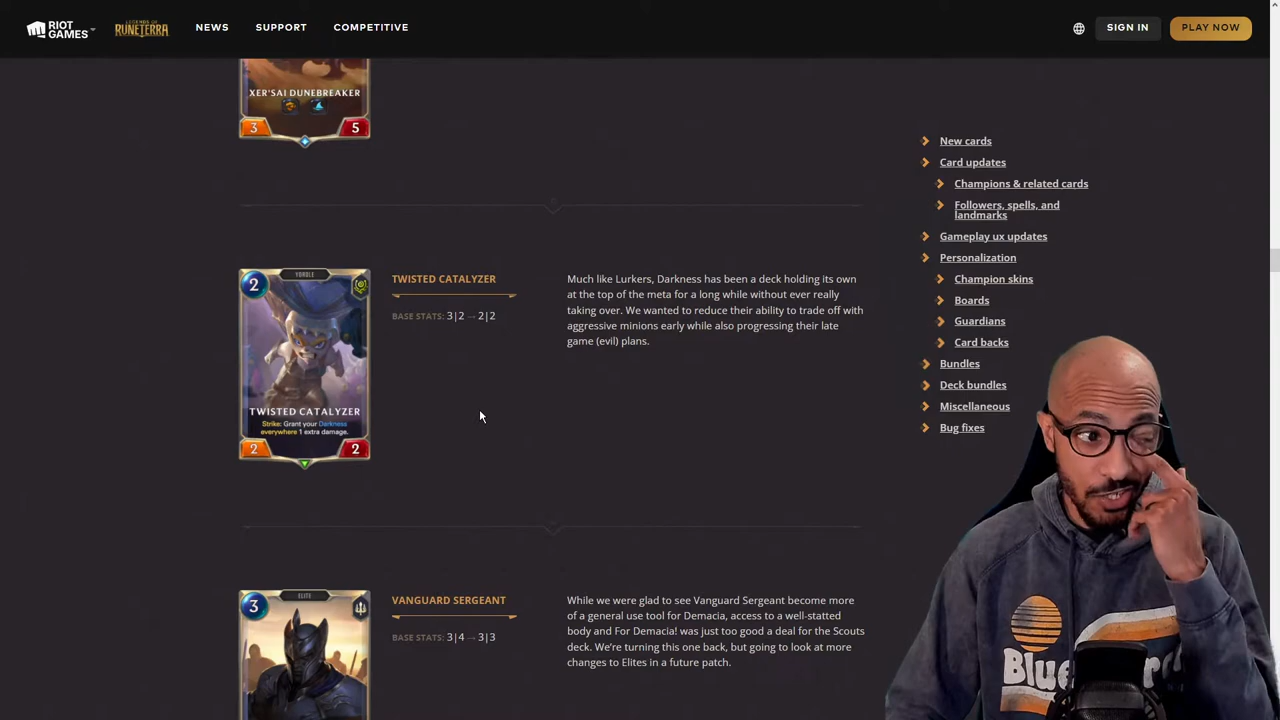 RIOT
GAMES
LEGENDS OF
RUNETERRA
NEWS
SUPPORT
COMPETITIVE
SIGN IN
PLAY NOW
XER'SAI DUNEBREAKER
3
5
New cards
Card updates
Champions & related cards
Followers, spells, and
landmarks
Gameplay ux updates
Personalization
Champion skins
Boards
Guardians
Card backs
Bundles
Deck bundles
Miscellaneous
Bug fixes
2
YORDLE
TWISTED CATALYZER
Strike: Grant your Darkness
everywhere 1 extra damage.
2
2
TWISTED CATALYZER
BASE STATS: 3|2 → 2|2
Much like Lurkers, Darkness has been a deck holding its own
at the top of the meta for a long while without ever really
taking over. We wanted to reduce their ability to trade off with
aggressive minions early while also progressing their late
game (evil) plans.
3
ELITE
VANGUARD SERGEANT
BASE STATS: 3|4 → 3|3
While we were glad to see Vanguard Sergeant become more
of a general use tool for Demacia, access to a well-statted
body and For Demacia! was just too good a deal for the Scouts
deck. We're turning this one back, but going to look at more
changes to Elites in a future patch.